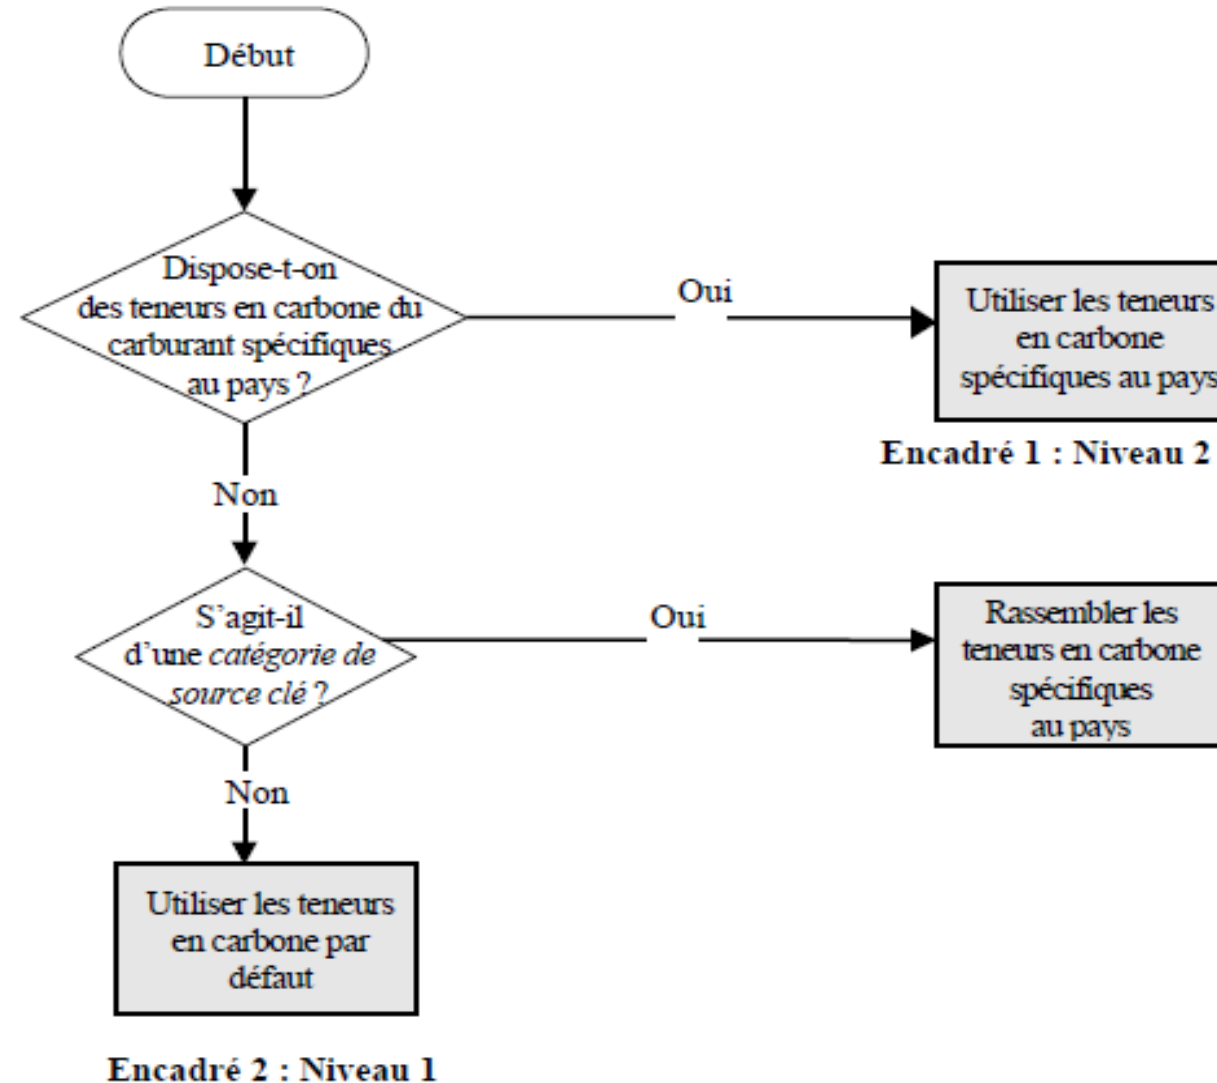 Début
Dispose-t-on
des teneurs en carbone du
carburant spécifiques
au pays ?
Oui
Utiliser les teneurs
en carbone
spécifiques au pays
Encadré 1 : Niveau 2
Non
S'agit-il
d'une catégorie de
source clé ?
Oui
Rassembler les
teneurs en carbone
spécifiques
au pays
Non
Utiliser les teneurs
en carbone par
défaut
Encadré 2 : Niveau 1